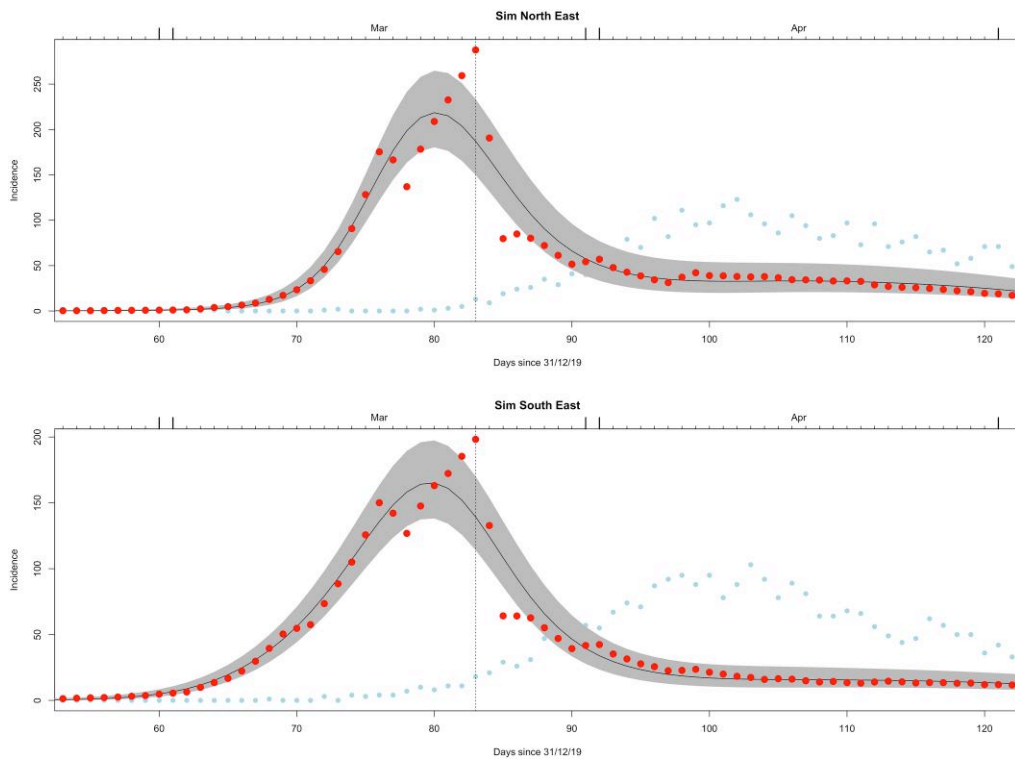 Sim North East
Mar Apr
Incidence
250
200
150
100
50
0
60 70 80 90 100 110 120
Days since 31/12/19
Sim South East
Mar Apr
Incidence
200
150
100
50
0
60 70 80 90 100 110 120
Days since 31/12/19